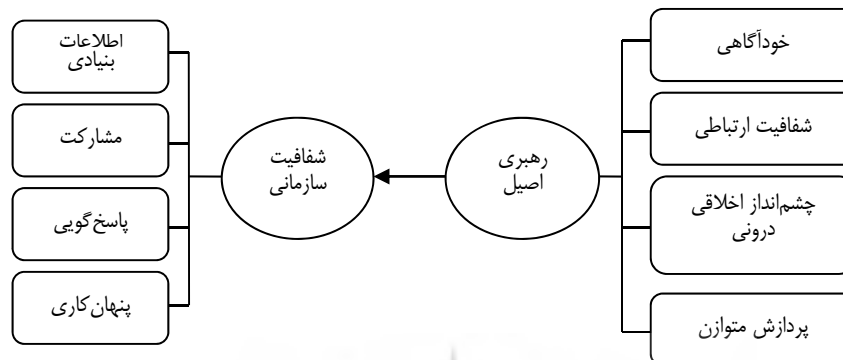 خودآگاهی
شفافیت ارتباطی
چشم‌انداز اخلاقی
درونی
پردازش متوازن
رهبری
اصیل
شفافیت
سازمانی
اطلاعات
بنیادی
مشارکت
پاسخ‌گویی
پنهان‌کاری